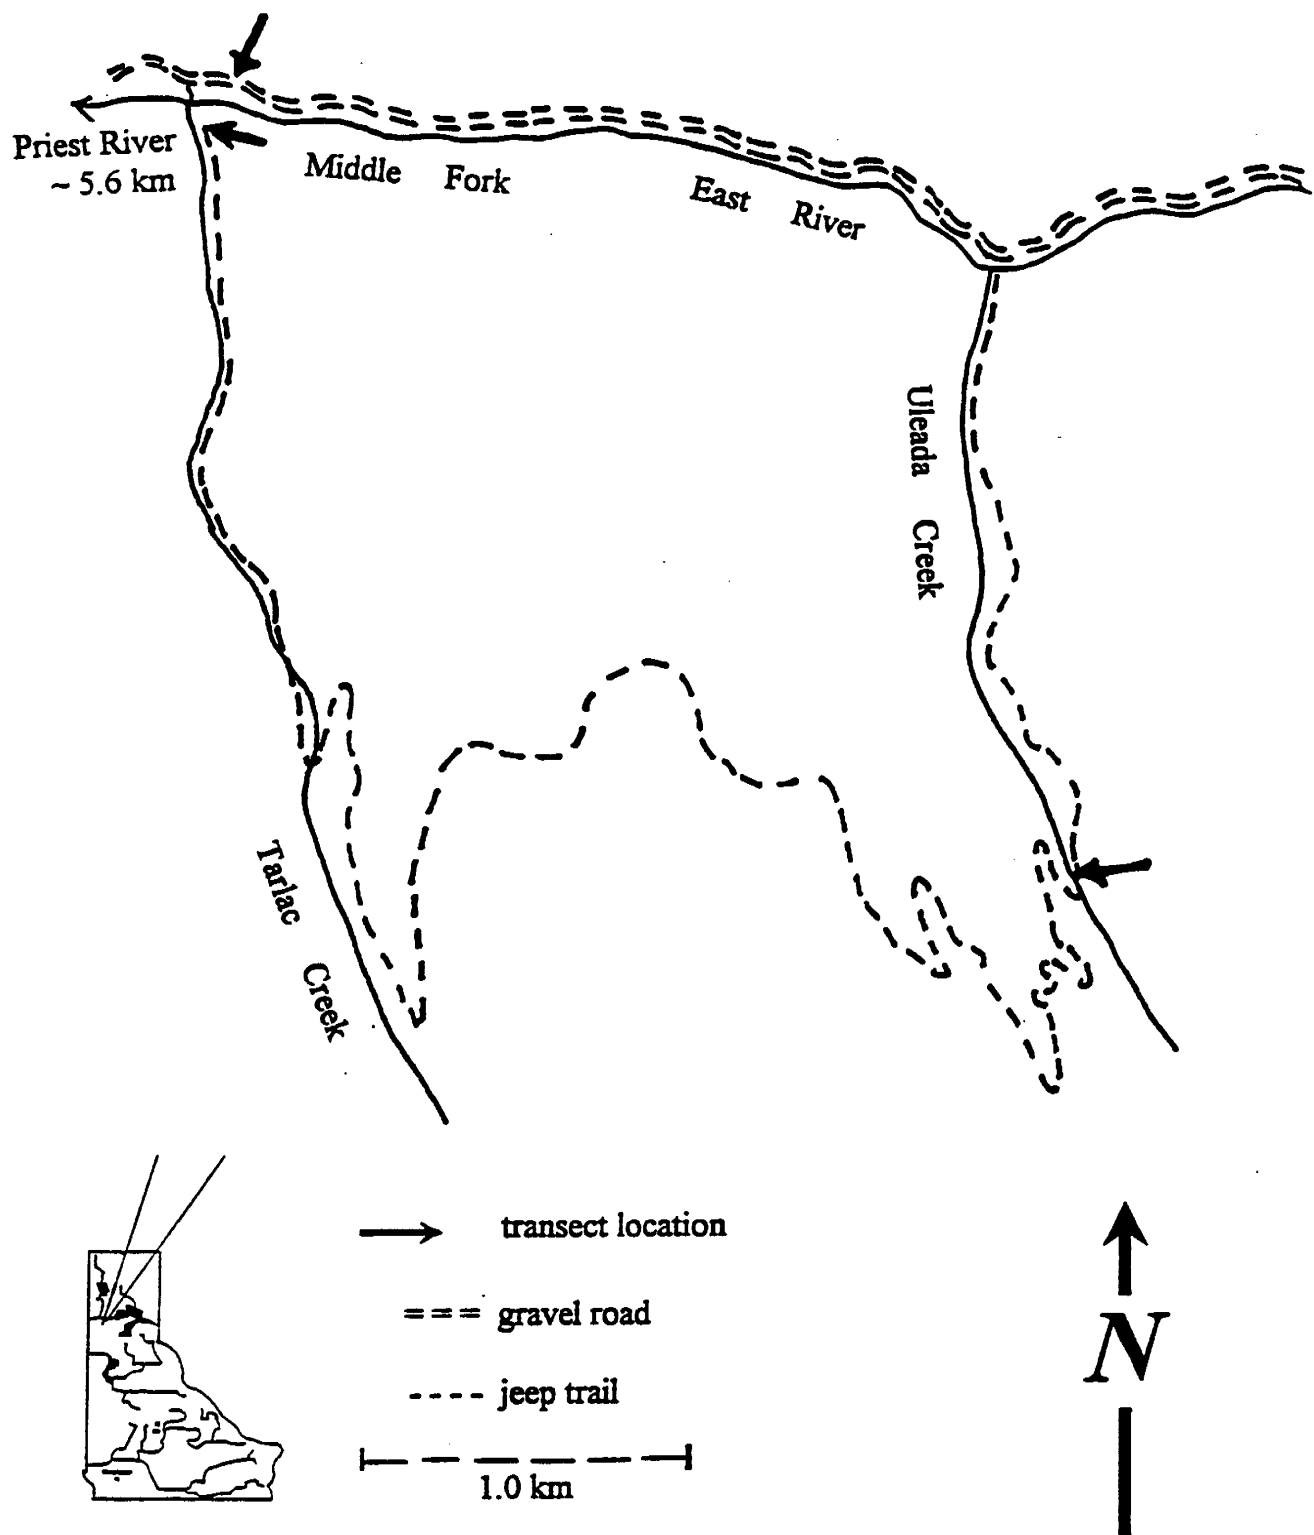 Priest River
~ 5.6 km
Middle Fork
East River
Uleada Creek
Tarlac Creek
transect location
gravel road
jeep trail
1.0 km
N